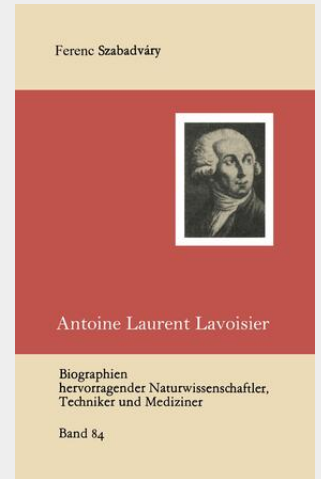 Ferenc Szabadváry
Antoine Laurent Lavoisier
Biographien
hervorragender Naturwissenschaftler,
Techniker und Mediziner
Band 84